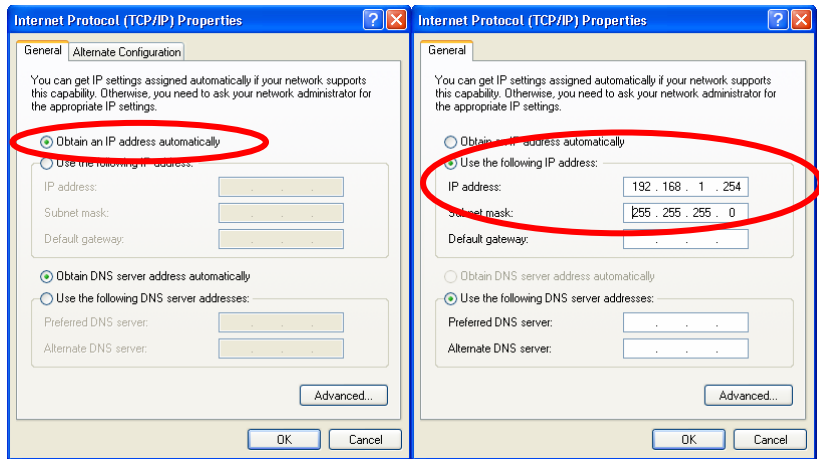 Internet Protocol (TCP/IP) Properties
General
Alternate Configuration
You can get IP settings assigned automatically if your network supports
this capability. Otherwise, you need to ask your network administrator for
the appropriate IP settings.
Obtain an IP address automatically
Use the following IP address:
IP address:
Subnet mask:
Default gateway:
Obtain DNS server address automatically
Use the following DNS server addresses:
Preferred DNS server:
Alternate DNS server:
Advanced...
OK
Cancel
Internet Protocol (TCP/IP) Properties
General
You can get IP settings assigned automatically if your network supports
this capability. Otherwise, you need to ask your network administrator for
the appropriate IP settings.
Obtain an IP address automatically
Use the following IP address:
IP address: 192 . 168 . 1 . 254
Subnet mask: 255 . 255 . 255 . 0
Default gateway:
Obtain DNS server address automatically
Use the following DNS server addresses:
Preferred DNS server:
Alternate DNS server:
Advanced...
OK
Cancel